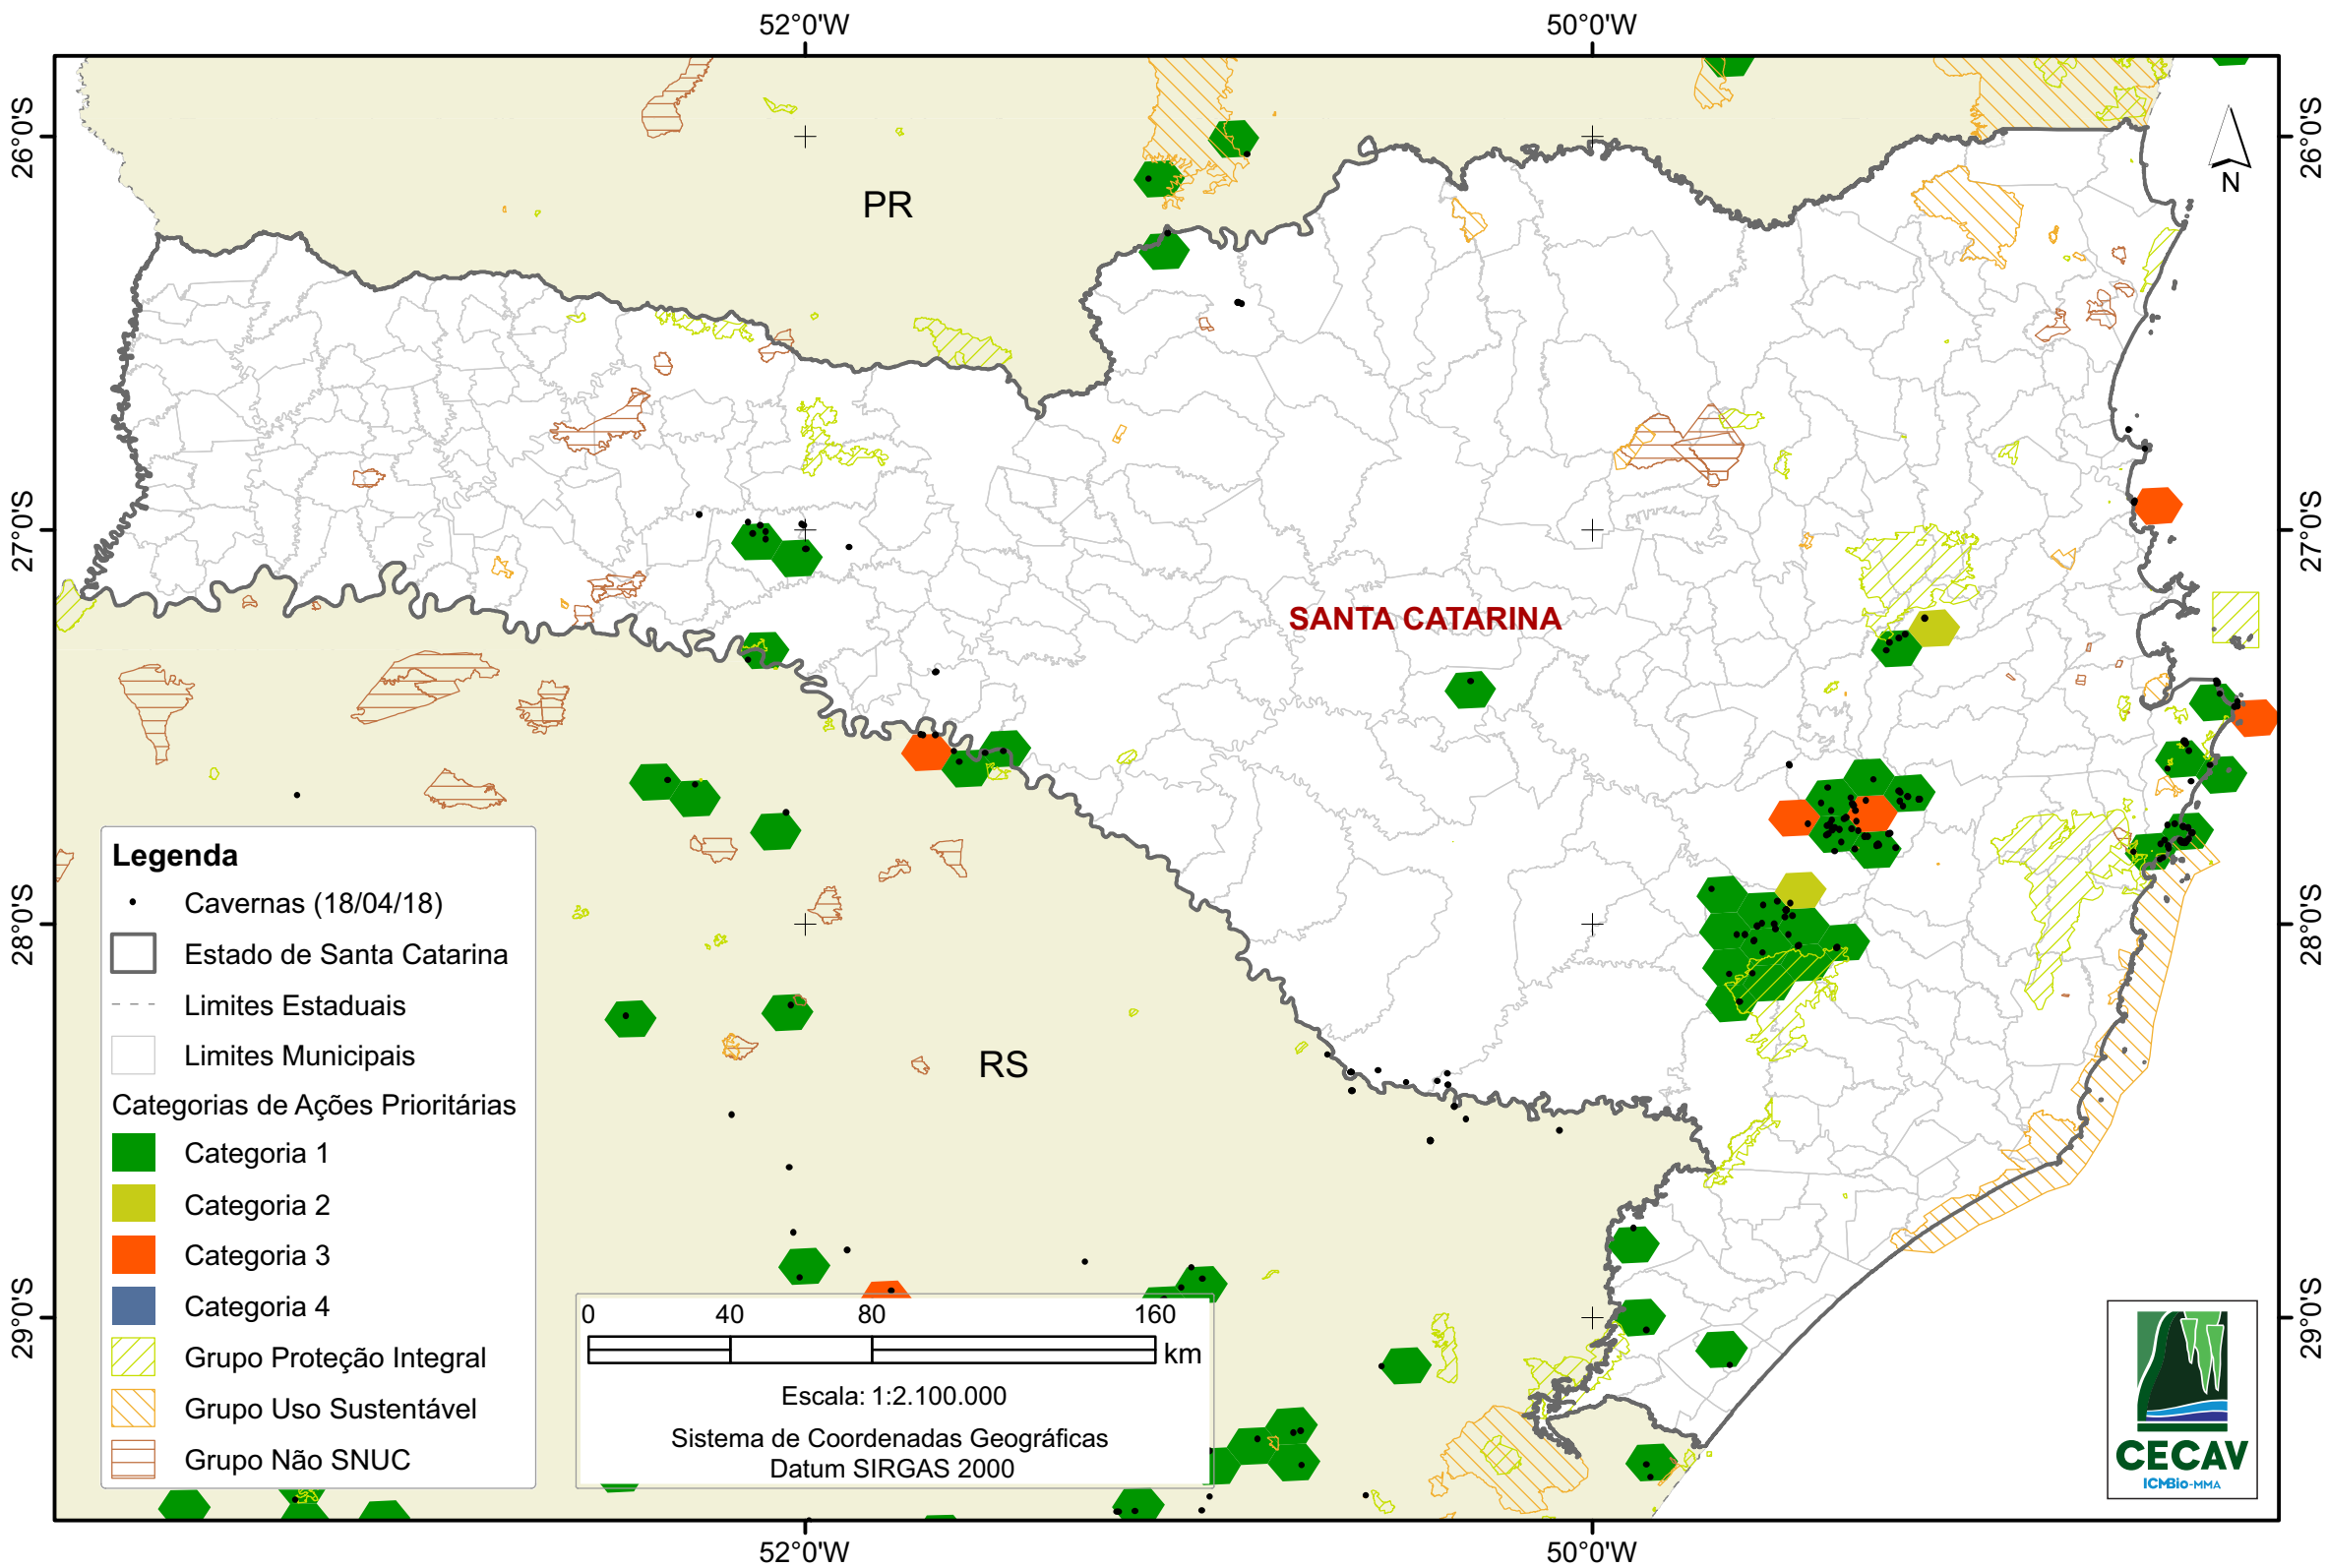 52°0'W
50°0'W
26°0'S
26°0'S
N
PR
27°0'S
27°0'S
SANTA CATARINA
28°0'S
28°0'S
RS
29°0'S
29°0'S
Legenda
Cavernas (18/04/18)
Estado de Santa Catarina
Limites Estaduais
Limites Municipais
Categorias de Ações Prioritárias
Categoria 1
Categoria 2
Categoria 3
Categoria 4
Grupo Proteção Integral
Grupo Uso Sustentável
Grupo Não SNUC
0 40 80 160
km
Escala: 1:2.100.000
Sistema de Coordenadas Geográficas
Datum SIRGAS 2000
CECAV
ICMBio-MMA
52°0'W
50°0'W